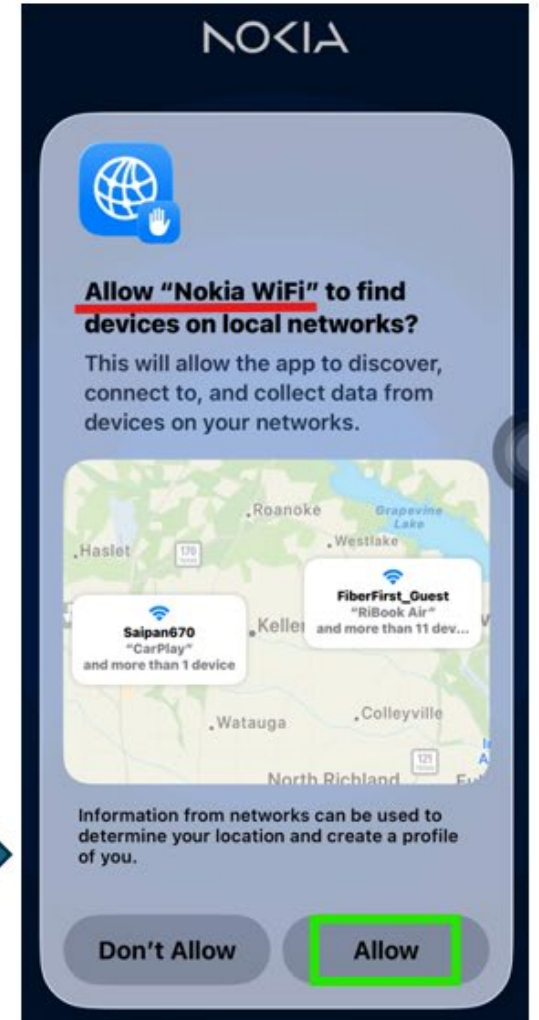 NOKIA
Allow “Nokia WiFi” to find
devices on local networks?
This will allow the app to discover,
connect to, and collect data from
devices on your networks.
Roanoke
Grapevine
Lake
Westlake
Haslet
170
FiberFirst_Guest
“RiBook Air”
and more than 11 dev...
Saipan670
“CarPlay”
and more than 1 device
Keller
Watauga
Colleyville
121
North Richland
Information from networks can be used to
determine your location and create a profile
of you.
Don’t Allow
Allow